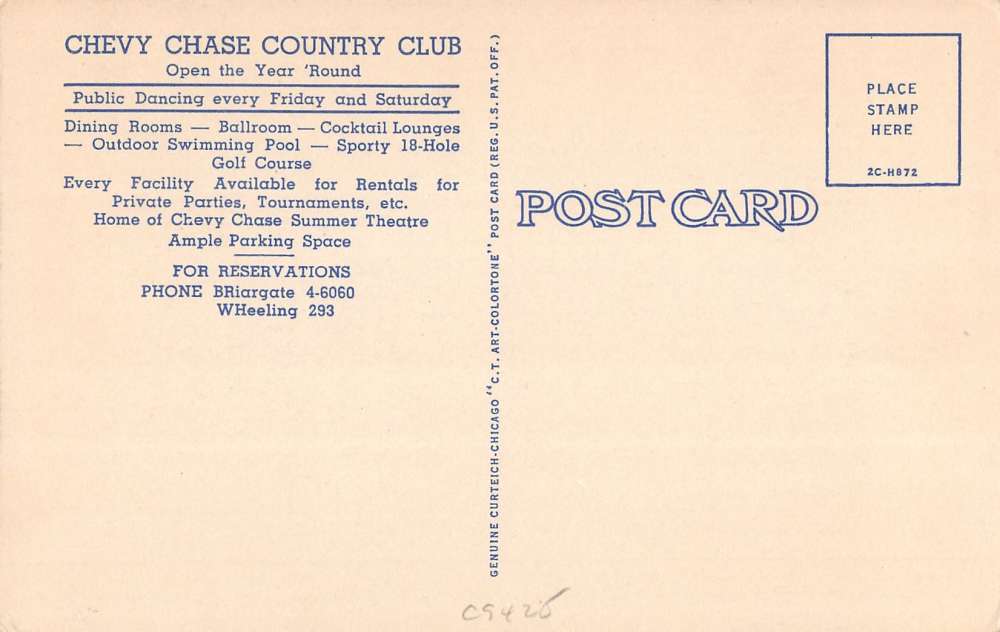 CHEVY CHASE COUNTRY CLUB
Open the Year 'Round
Public Dancing every Friday and Saturday
Dining Rooms — Ballroom — Cocktail Lounges
— Outdoor Swimming Pool — Sporty 18-Hole
Golf Course
Every Facility Available for Rentals for
Private Parties, Tournaments, etc.
Home of Chevy Chase Summer Theatre
Ample Parking Space
FOR RESERVATIONS
PHONE BRiargate 4-6060
WHeeling 293
GENUINE CURTEICH-CHICAGO "C.T. ART-COLORTONE" POST CARD (REG. U.S. PAT. OFF.)
POST CARD
PLACE
STAMP
HERE
2C-H872
C9425